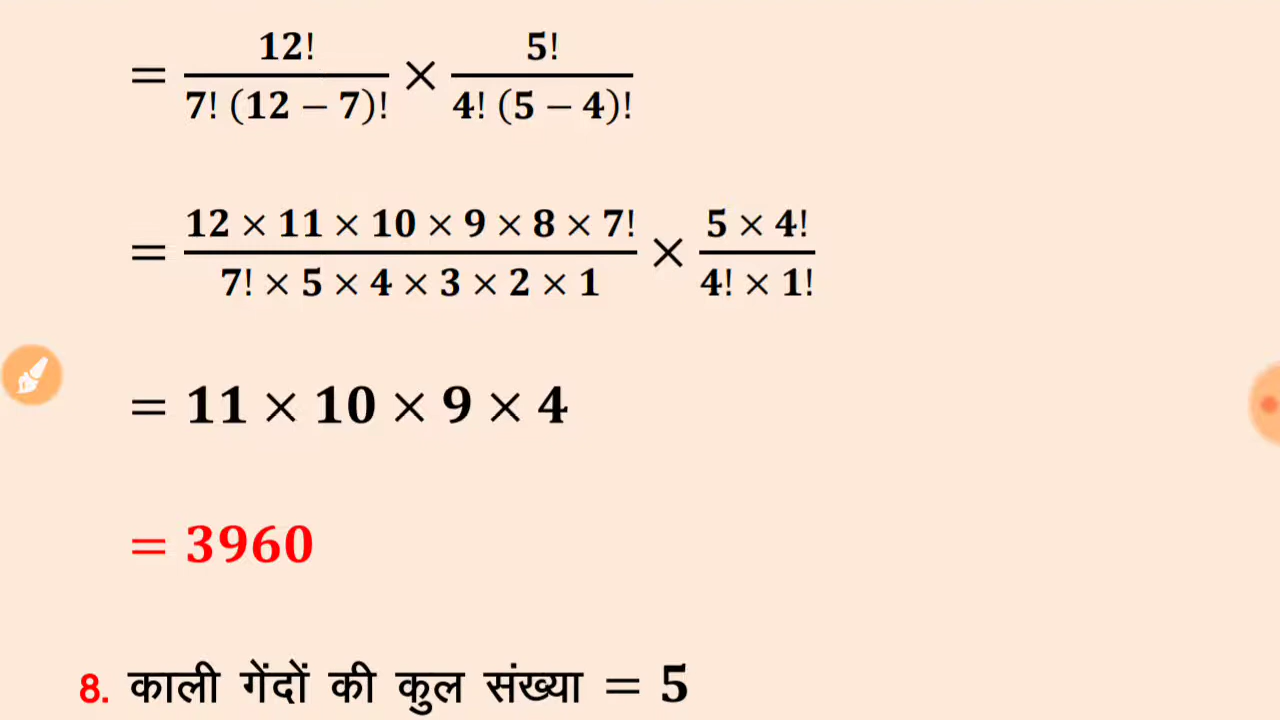 = 12! / 7! (12 − 7)! × 5! / 4! (5 − 4)!
= 12 × 11 × 10 × 9 × 8 × 7! / 7! × 5 × 4 × 3 × 2 × 1 × 5 × 4! / 4! × 1!
= 11 × 10 × 9 × 4
= 3960
8. काली गेंदों की कुल संख्या = 5